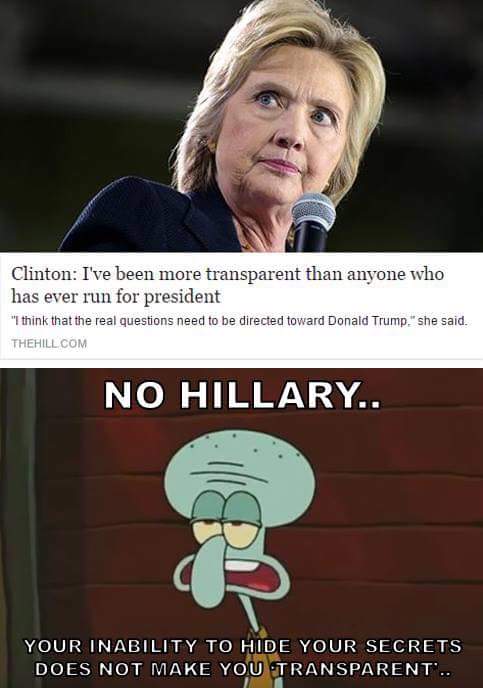 Clinton: I've been more transparent than anyone who
has ever run for president
"I think that the real questions need to be directed toward Donald Trump," she said.
THEHILL.COM
NO HILLARY..
YOUR INABILITY TO HIDE YOUR SECRETS
DOES NOT MAKE YOU "TRANSPARENT"..